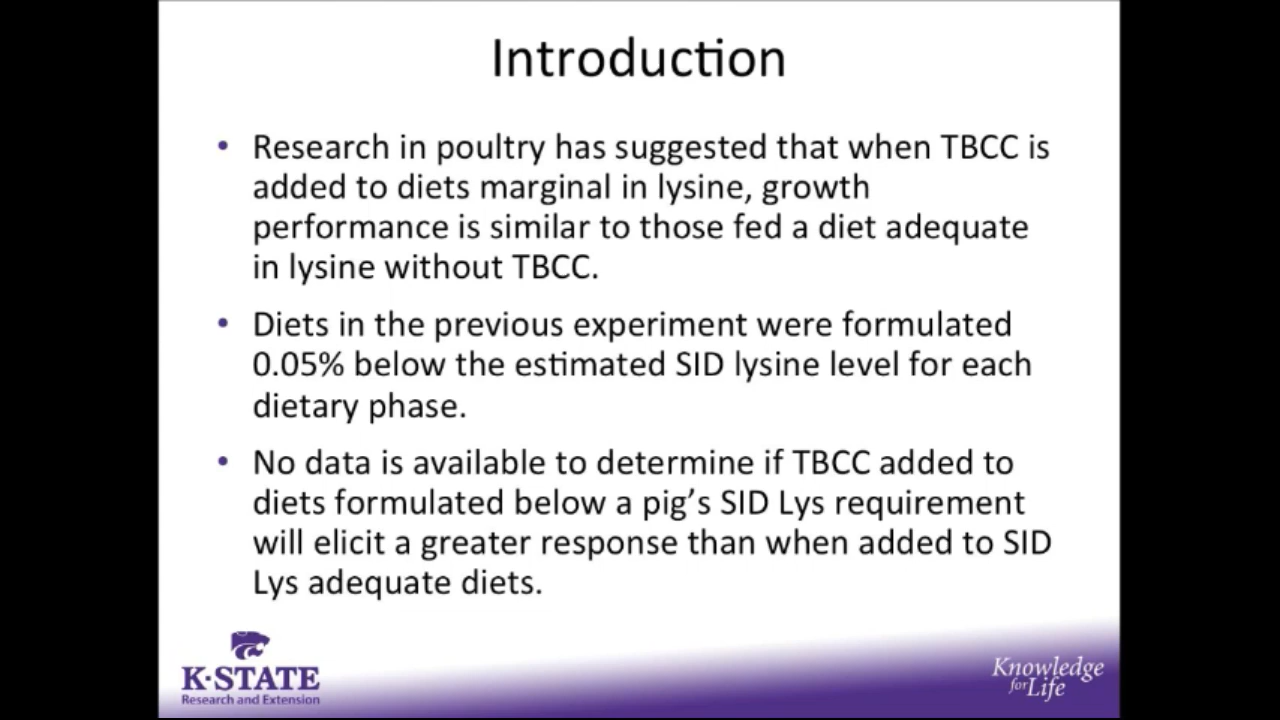 Introduction
• Research in poultry has suggested that when TBCC is
added to diets marginal in lysine, growth
performance is similar to those fed a diet adequate
in lysine without TBCC.
• Diets in the previous experiment were formulated
0.05% below the estimated SID lysine level for each
dietary phase.
• No data is available to determine if TBCC added to
diets formulated below a pig’s SID Lys requirement
will elicit a greater response than when added to SID
Lys adequate diets.
K-STATE
Research and Extension
Knowledge
for Life